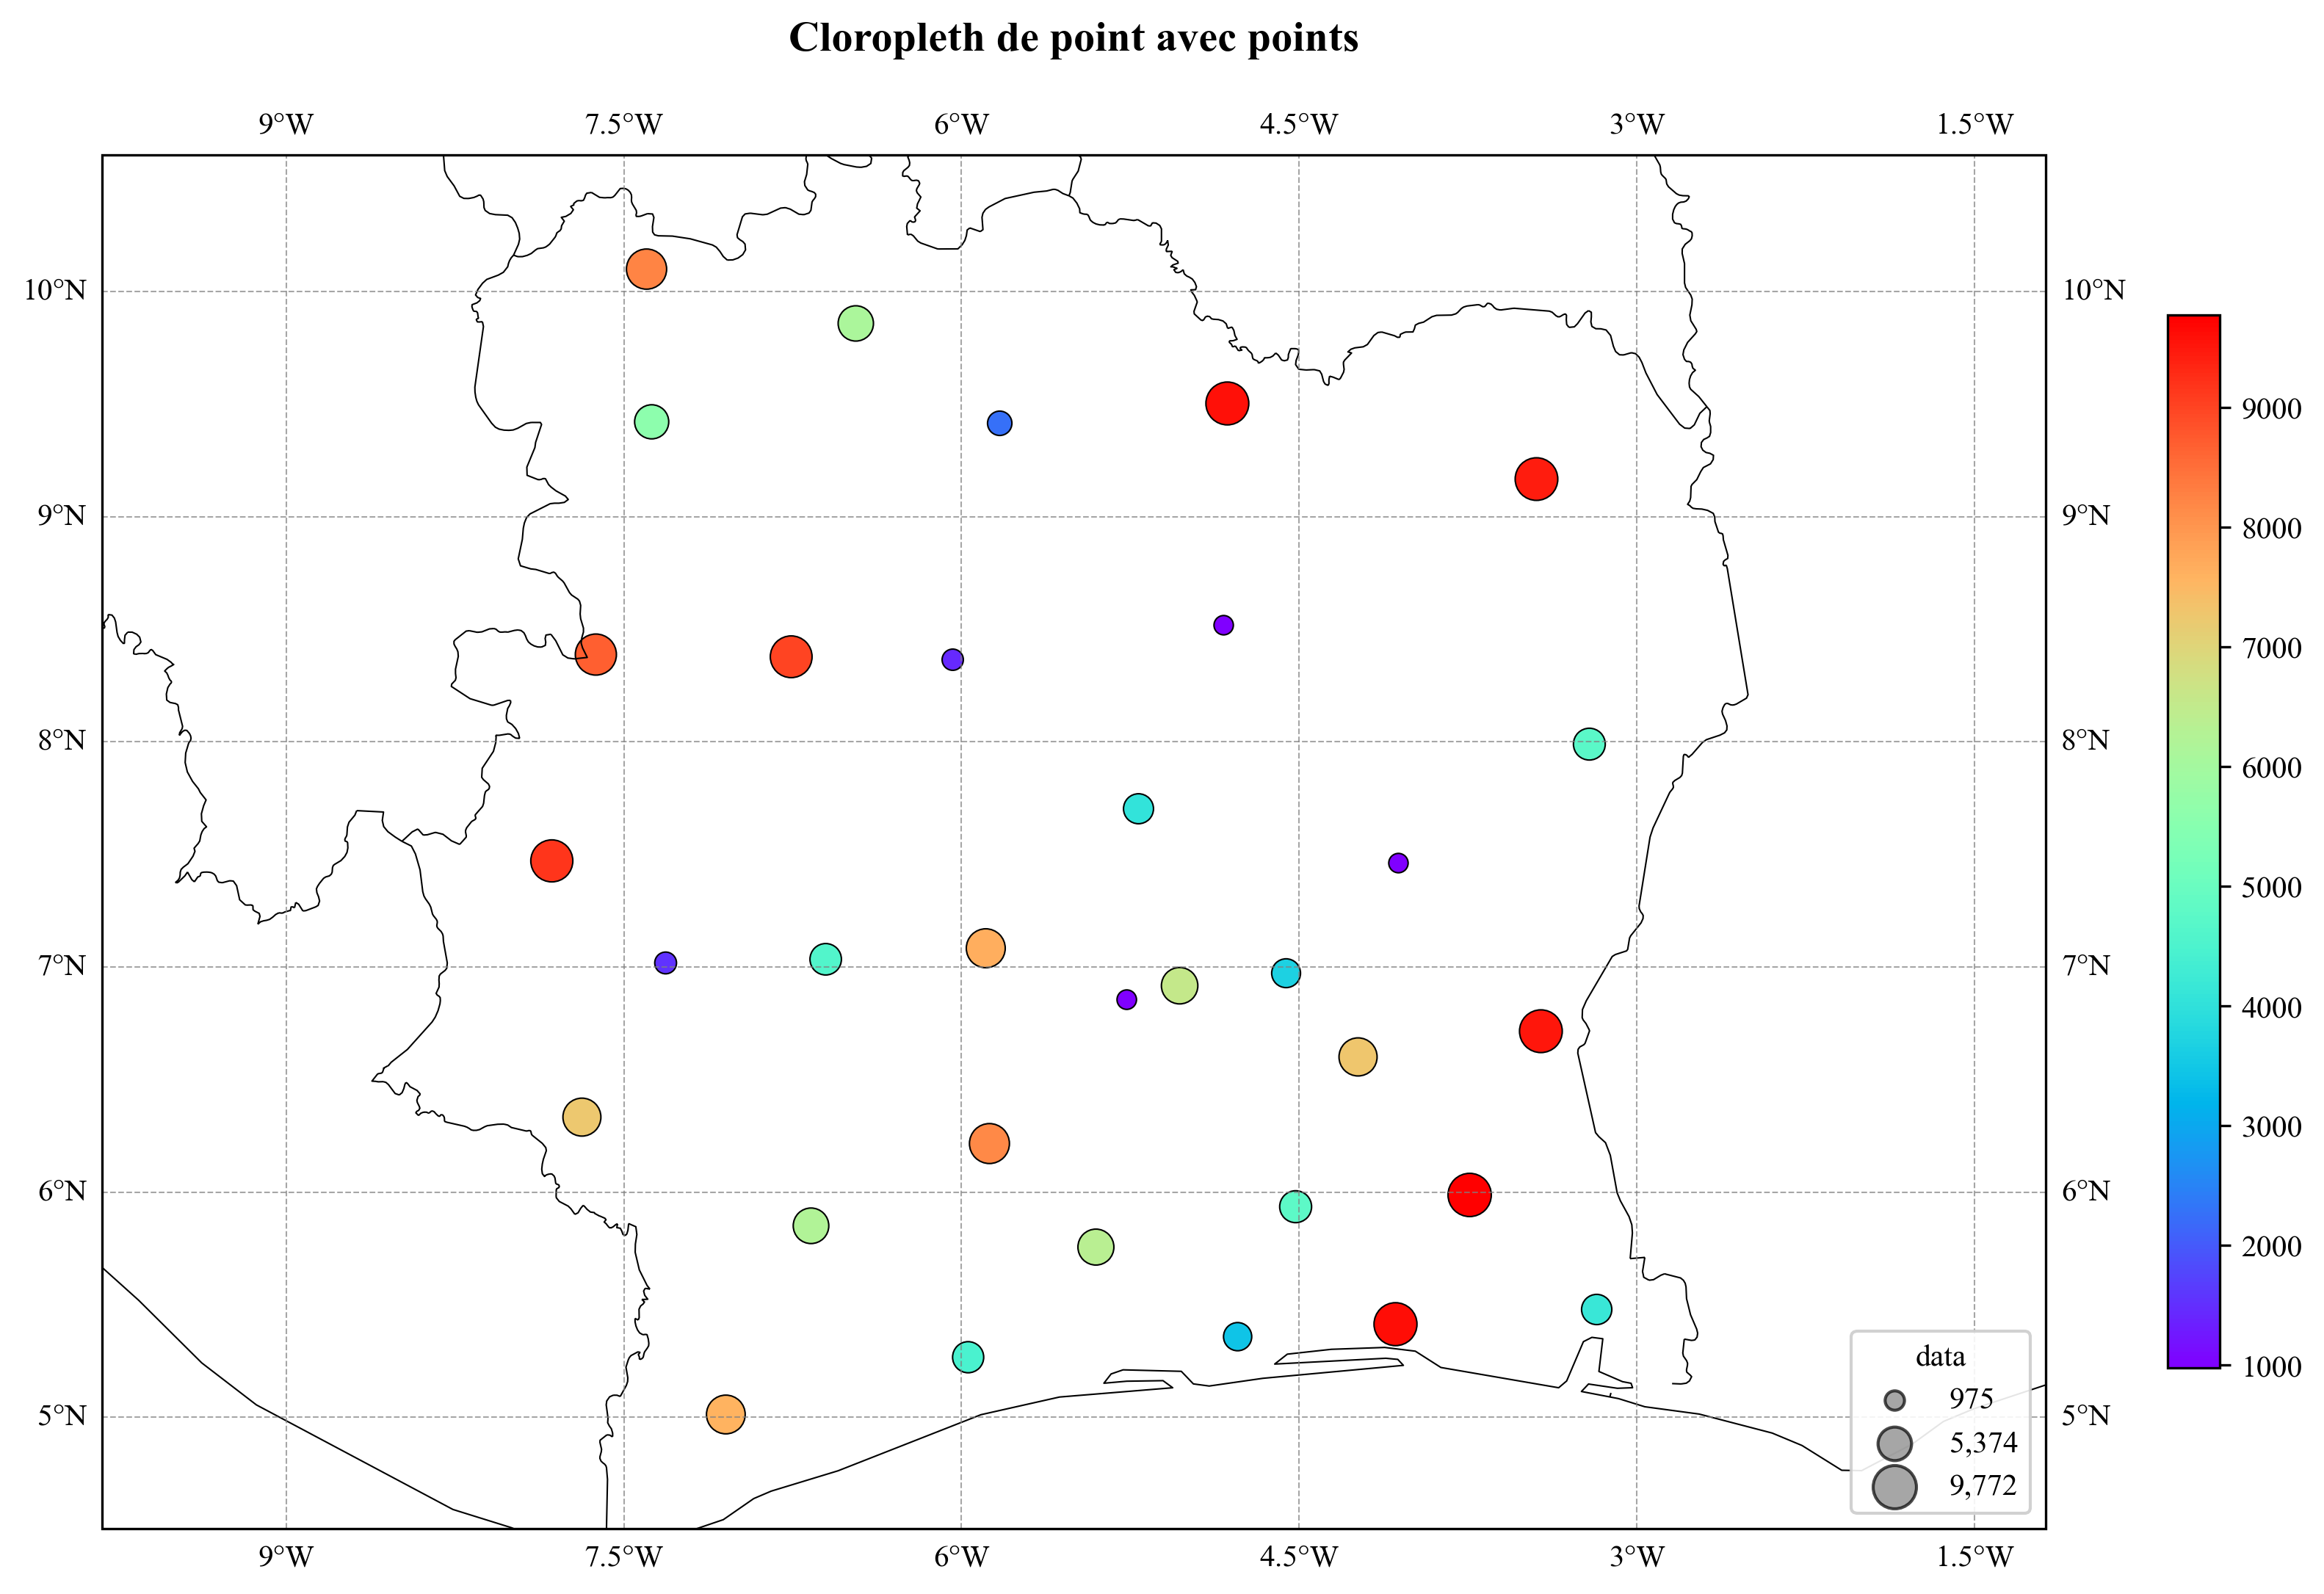 Cloropleth de point avec points
9°W 7.5°W 6°W 4.5°W 3°W 1.5°W
10°N 10°N
9°N 9°N
8°N 8°N
7°N 7°N
6°N 6°N
5°N 5°N
9°W 7.5°W 6°W 4.5°W 3°W 1.5°W
9000
8000
7000
6000
5000
4000
3000
2000
1000
data
975
5,374
9,772